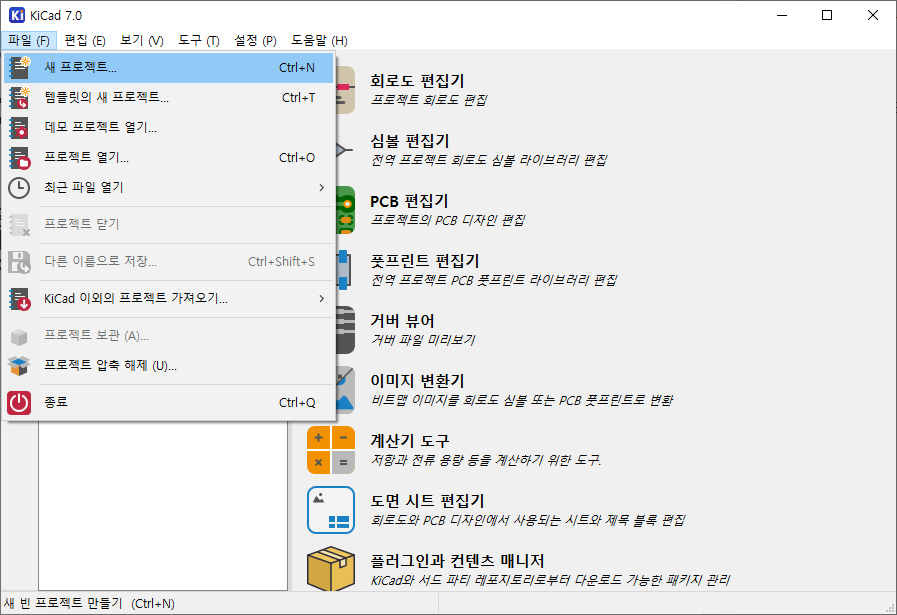 KiCad 7.0
파일 (F) 편집 (E) 보기 (V) 도구 (T) 설정 (P) 도움말 (H)
새 프로젝트... Ctrl+N
템플릿의 새 프로젝트... Ctrl+T
데모 프로젝트 열기...
프로젝트 열기... Ctrl+O
최근 파일 열기
프로젝트 닫기
다른 이름으로 저장... Ctrl+Shift+S
KiCad 이외의 프로젝트 가져오기...
프로젝트 보관 (A)...
프로젝트 압축 해제 (U)...
종료 Ctrl+Q
회로도 편집기
프로젝트 회로도 편집
심볼 편집기
전역 프로젝트 회로도 심볼 라이브러리 편집
PCB 편집기
프로젝트의 PCB 디자인 편집
풋프린트 편집기
전역 프로젝트 PCB 풋프린트 라이브러리 편집
거버 뷰어
거버 파일 미리보기
이미지 변환기
비트맵 이미지를 회로도 심볼 또는 PCB 풋프린트로 변환
계산기 도구
저항과 전류 용량 등을 계산하기 위한 도구.
도면 시트 편집기
회로도와 PCB 디자인에서 사용되는 시트와 제목 블록 편집
플러그인과 컨텐츠 매니저
KiCad와 서드 파티 레포지토리로부터 다운로드 가능한 패키지 관리
새 빈 프로젝트 만들기 (Ctrl+N)